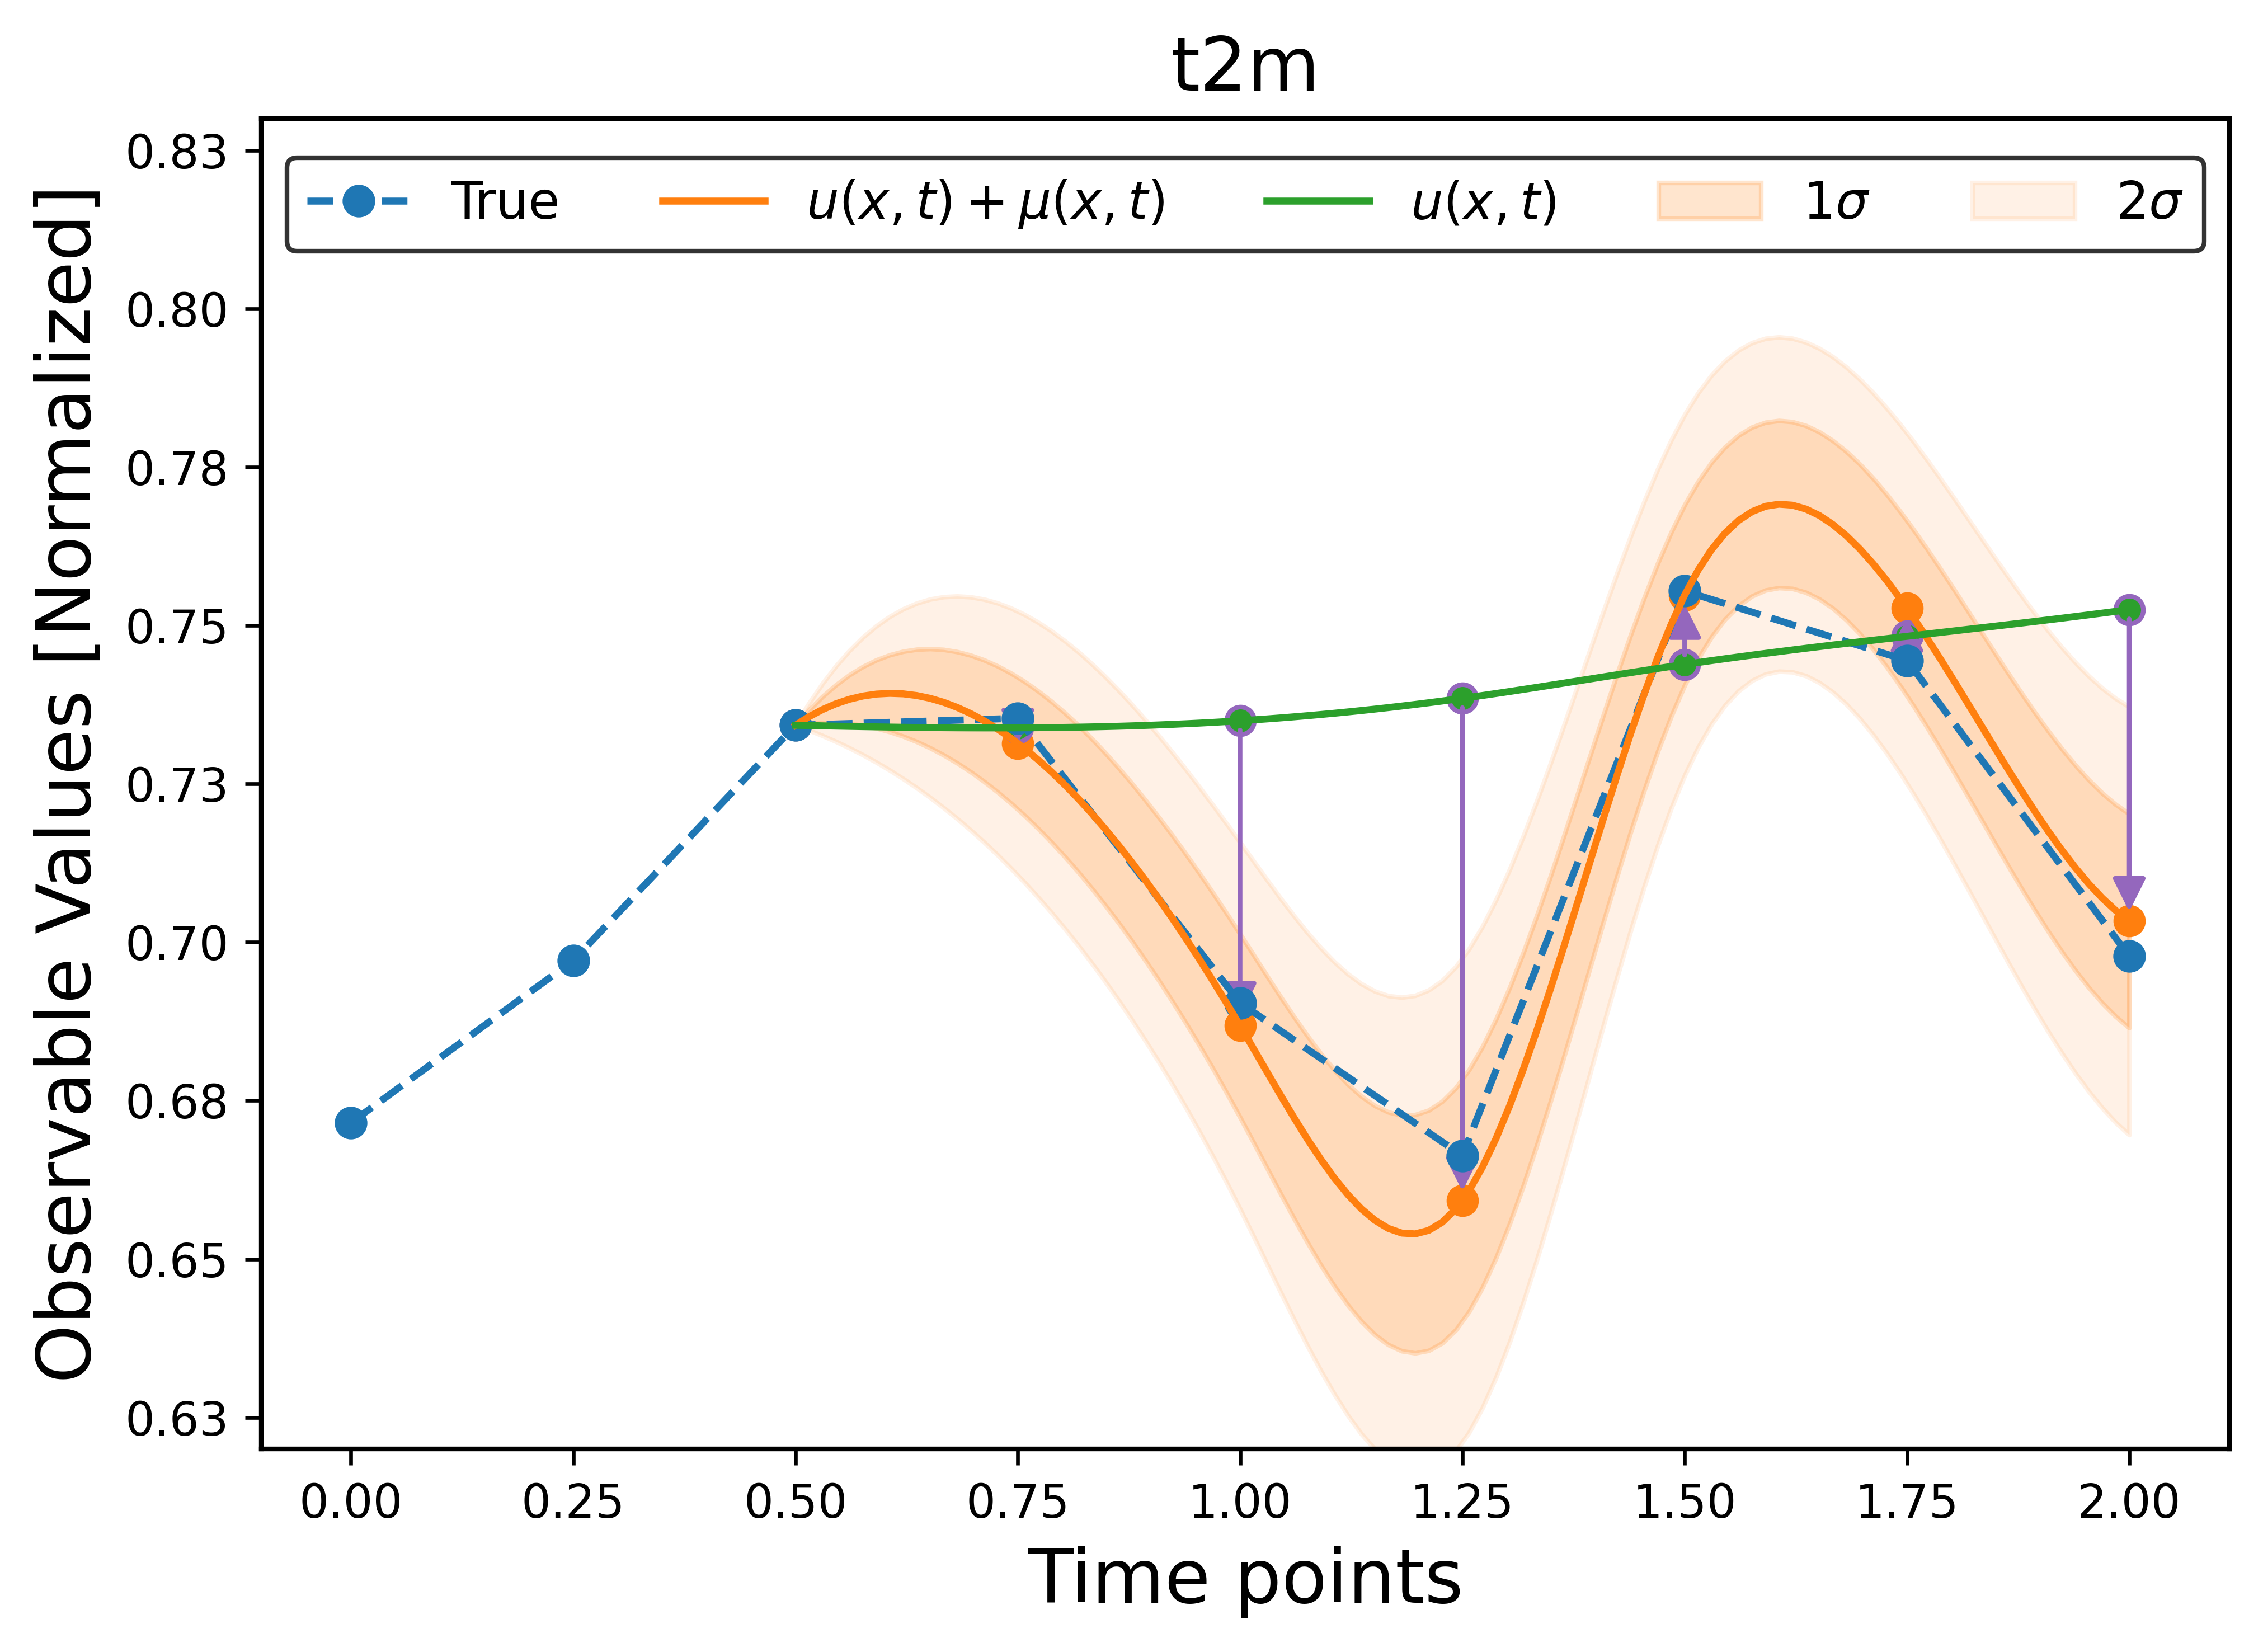 t2m
True u(x, t) + μ(x, t) u(x, t) 1σ 2σ
Observable Values [Normalized]
0.83
0.80
0.78
0.75
0.73
0.70
0.68
0.65
0.63
0.00 0.25 0.50 0.75 1.00 1.25 1.50 1.75 2.00
Time points